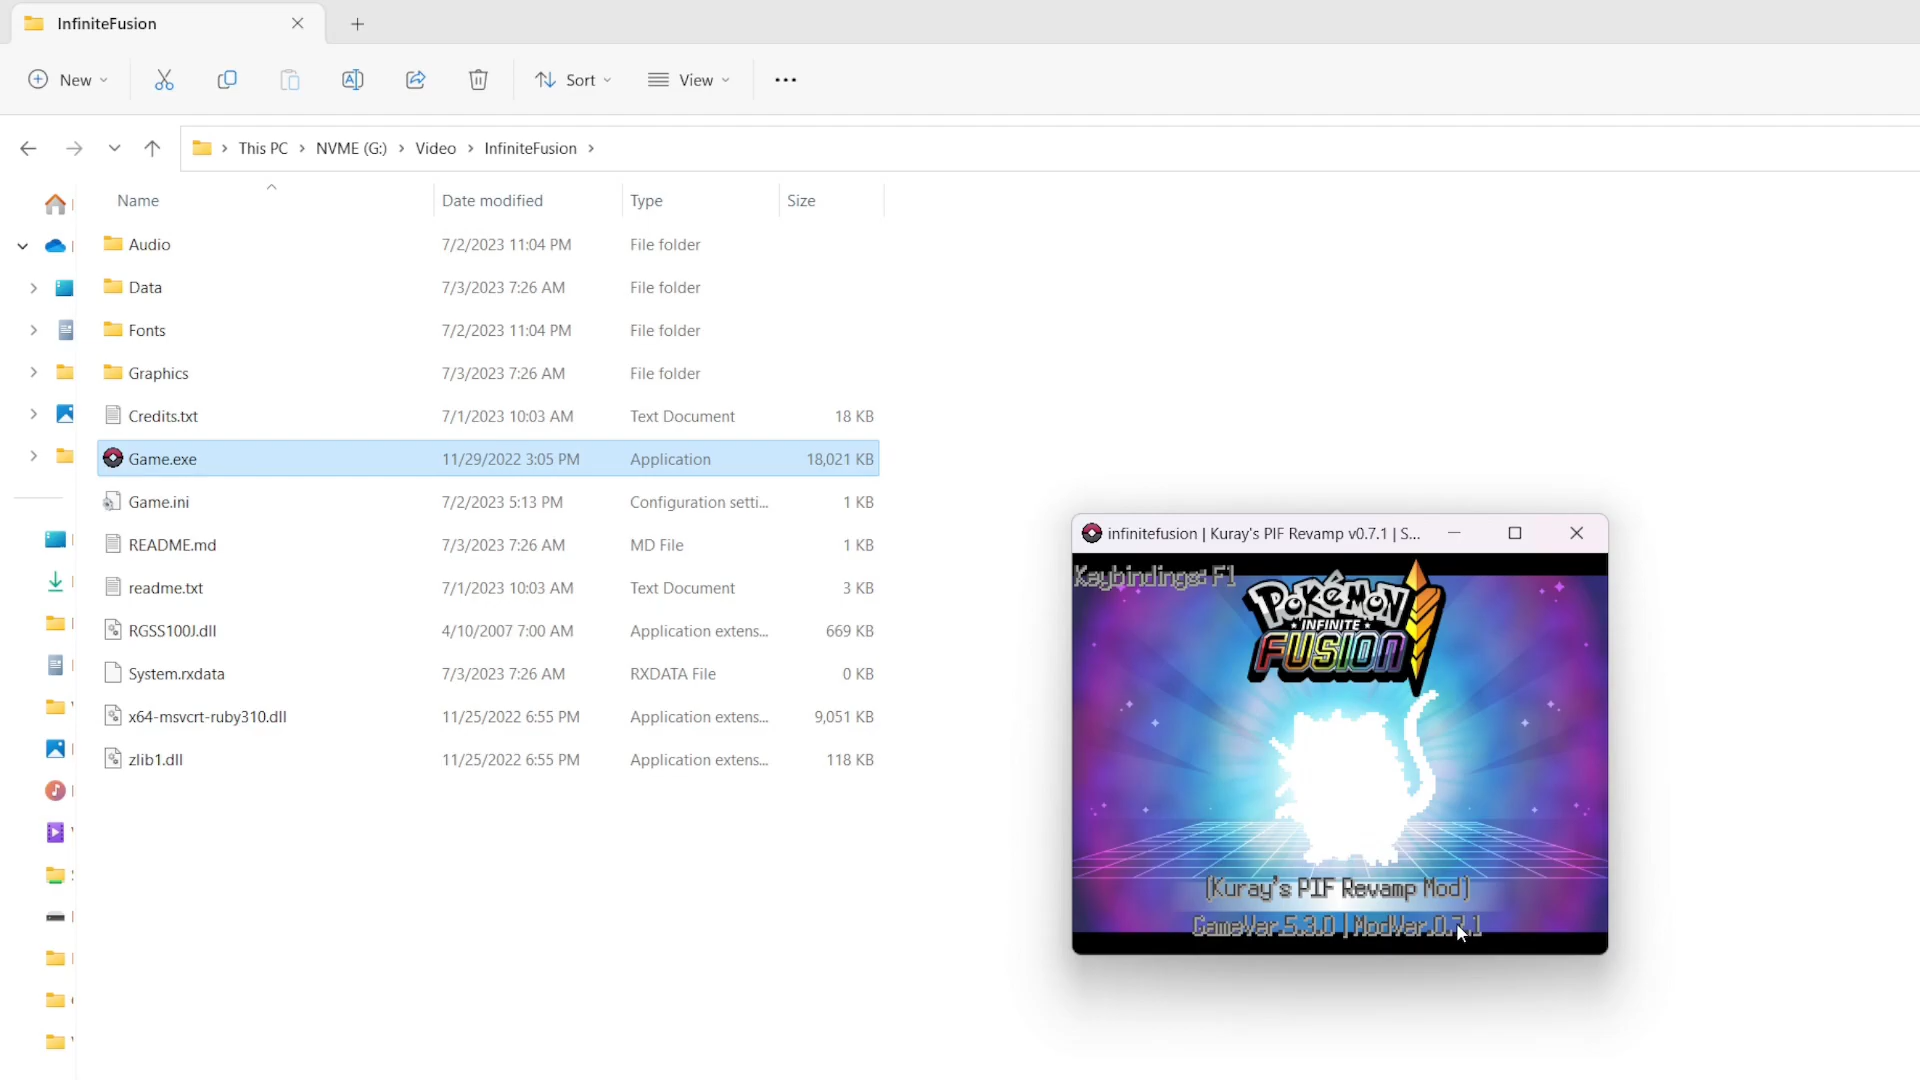 InfiniteFusion
New
Sort
View
This PC > NVME (G:) > Video > InfiniteFusion >
Name Date modified Type Size
Audio 7/2/2023 11:04 PM File folder
Data 7/3/2023 7:26 AM File folder
Fonts 7/2/2023 11:04 PM File folder
Graphics 7/3/2023 7:26 AM File folder
Credits.txt 7/1/2023 10:03 AM Text Document 18 KB
Game.exe 11/29/2022 3:05 PM Application 18,021 KB
Game.ini 7/2/2023 5:13 PM Configuration setti... 1 KB
README.md 7/3/2023 7:26 AM MD File 1 KB
readme.txt 7/1/2023 10:03 AM Text Document 3 KB
RGSS100J.dll 4/10/2007 7:00 AM Application extens... 669 KB
System.rxdata 7/3/2023 7:26 AM RXDATA File 0 KB
x64-msvcrt-ruby310.dll 11/25/2022 6:55 PM Application extens... 9,051 KB
zlib1.dll 11/25/2022 6:55 PM Application extens... 118 KB
infinitefusion | Kuray's PIF Revamp v0.7.1 | S...
Keybindings: F1
POKéMON
INFINITE
FUSION
(Kuray's PIF Revamp Mod)
GameVer.5.3.0 | ModVer.0.7.1